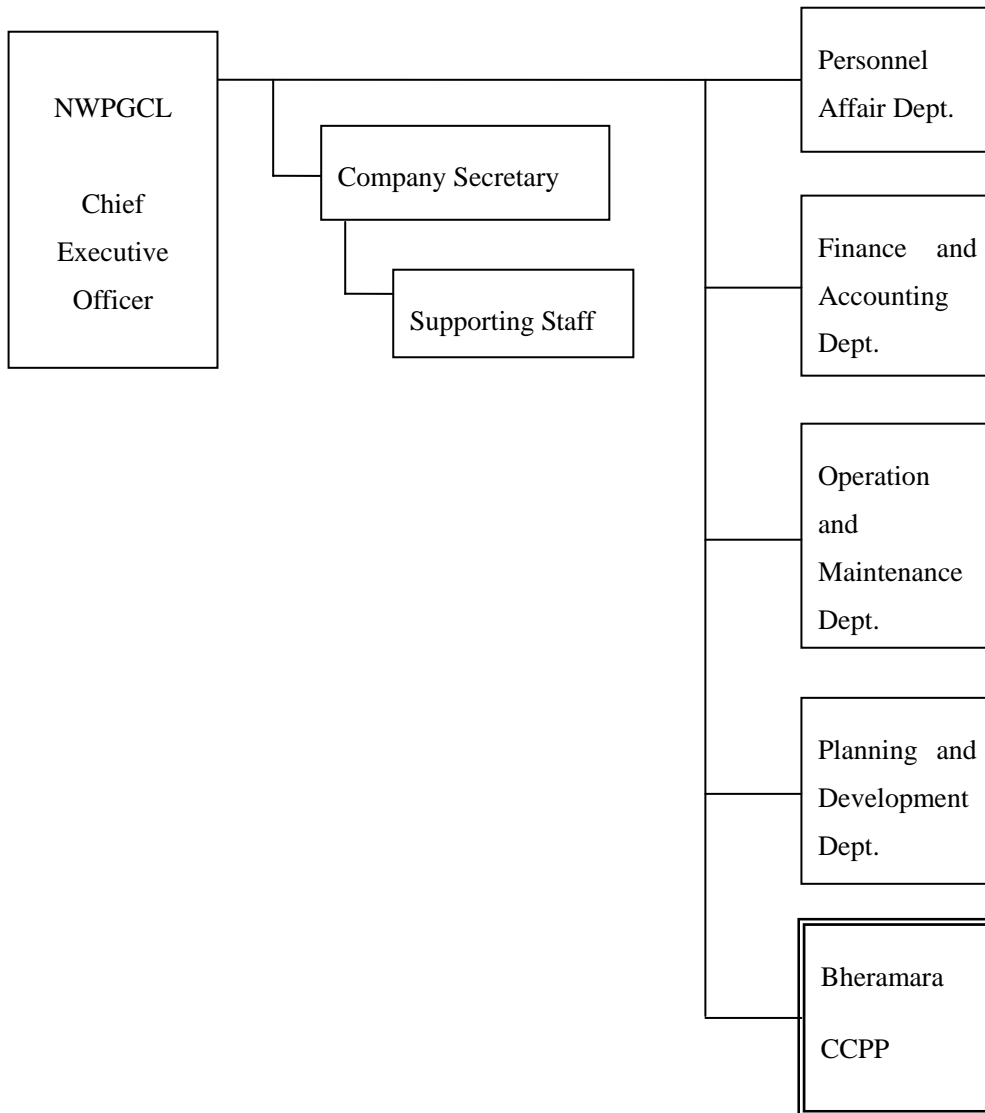 NWPGCL
Chief
Executive
Officer
Company Secretary
Supporting Staff
Personnel
Affair Dept.
Finance and
Accounting
Dept.
Operation
and
Maintenance
Dept.
Planning and
Development
Dept.
Bheramara
CCPP